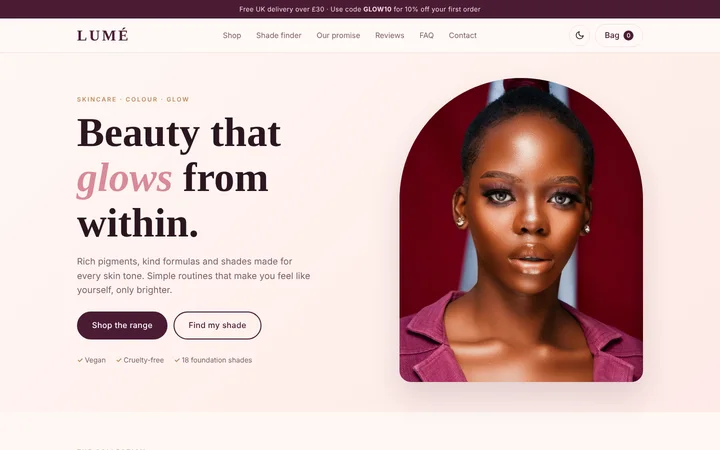 Free UK delivery over £30 · Use code GLOW10 for 10% off your first order
LUMÉ
Shop Shade finder Our promise Reviews FAQ Contact
Bag 0
SKINCARE · COLOUR · GLOW
Beauty that
glows from
within.
Rich pigments, kind formulas and shades made for
every skin tone. Simple routines that make you feel like
yourself, only brighter.
Shop the range Find my shade
✓ Vegan ✓ Cruelty-free ✓ 18 foundation shades